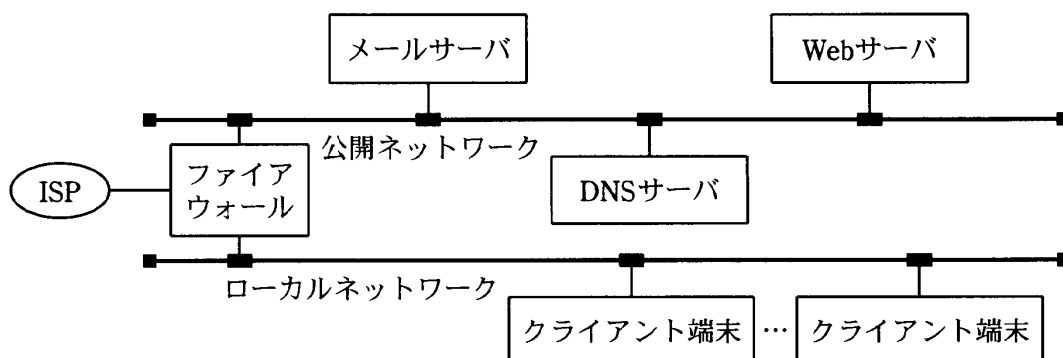 メールサーバ
Webサーバ
公開ネットワーク
ISP
ファイア
ウォール
DNSサーバ
ローカルネットワーク
クライアント端末
…
クライアント端末